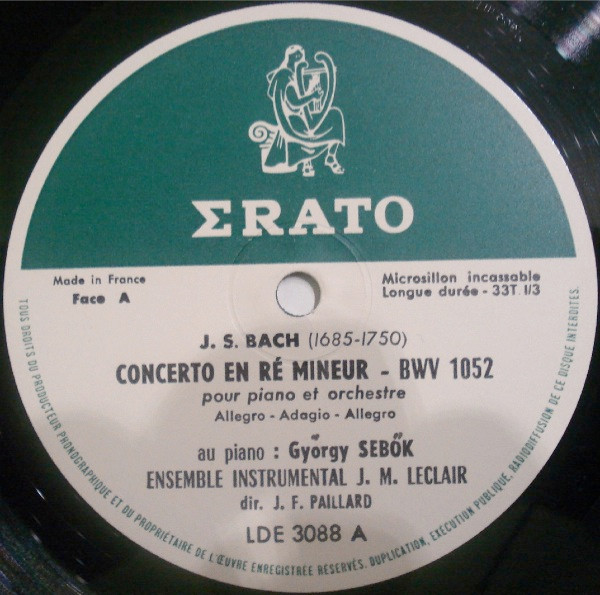 ΣRATO
Made in France
Face A
Microsillon incassable
Longue durée - 33T. 1/3
J. S. BACH (1685-1750)
CONCERTO EN RÉ MINEUR - BWV 1052
pour piano et orchestre
Allegro - Adagio - Allegro
au piano : Győrgy SEBŐK
ENSEMBLE INSTRUMENTAL J. M. LECLAIR
dir. J. F. PAILLARD
LDE 3088 A
TOUS DROITS DU PRODUCTEUR PHONOGRAPHIQUE ET DU PROPRIÉTAIRE DE L'ŒUVRE ENREGISTRÉE RÉSERVÉS. DUPLICATION, EXÉCUTION PUBLIQUE, RADIODIFFUSION DE CE DISQUE INTERDITES.